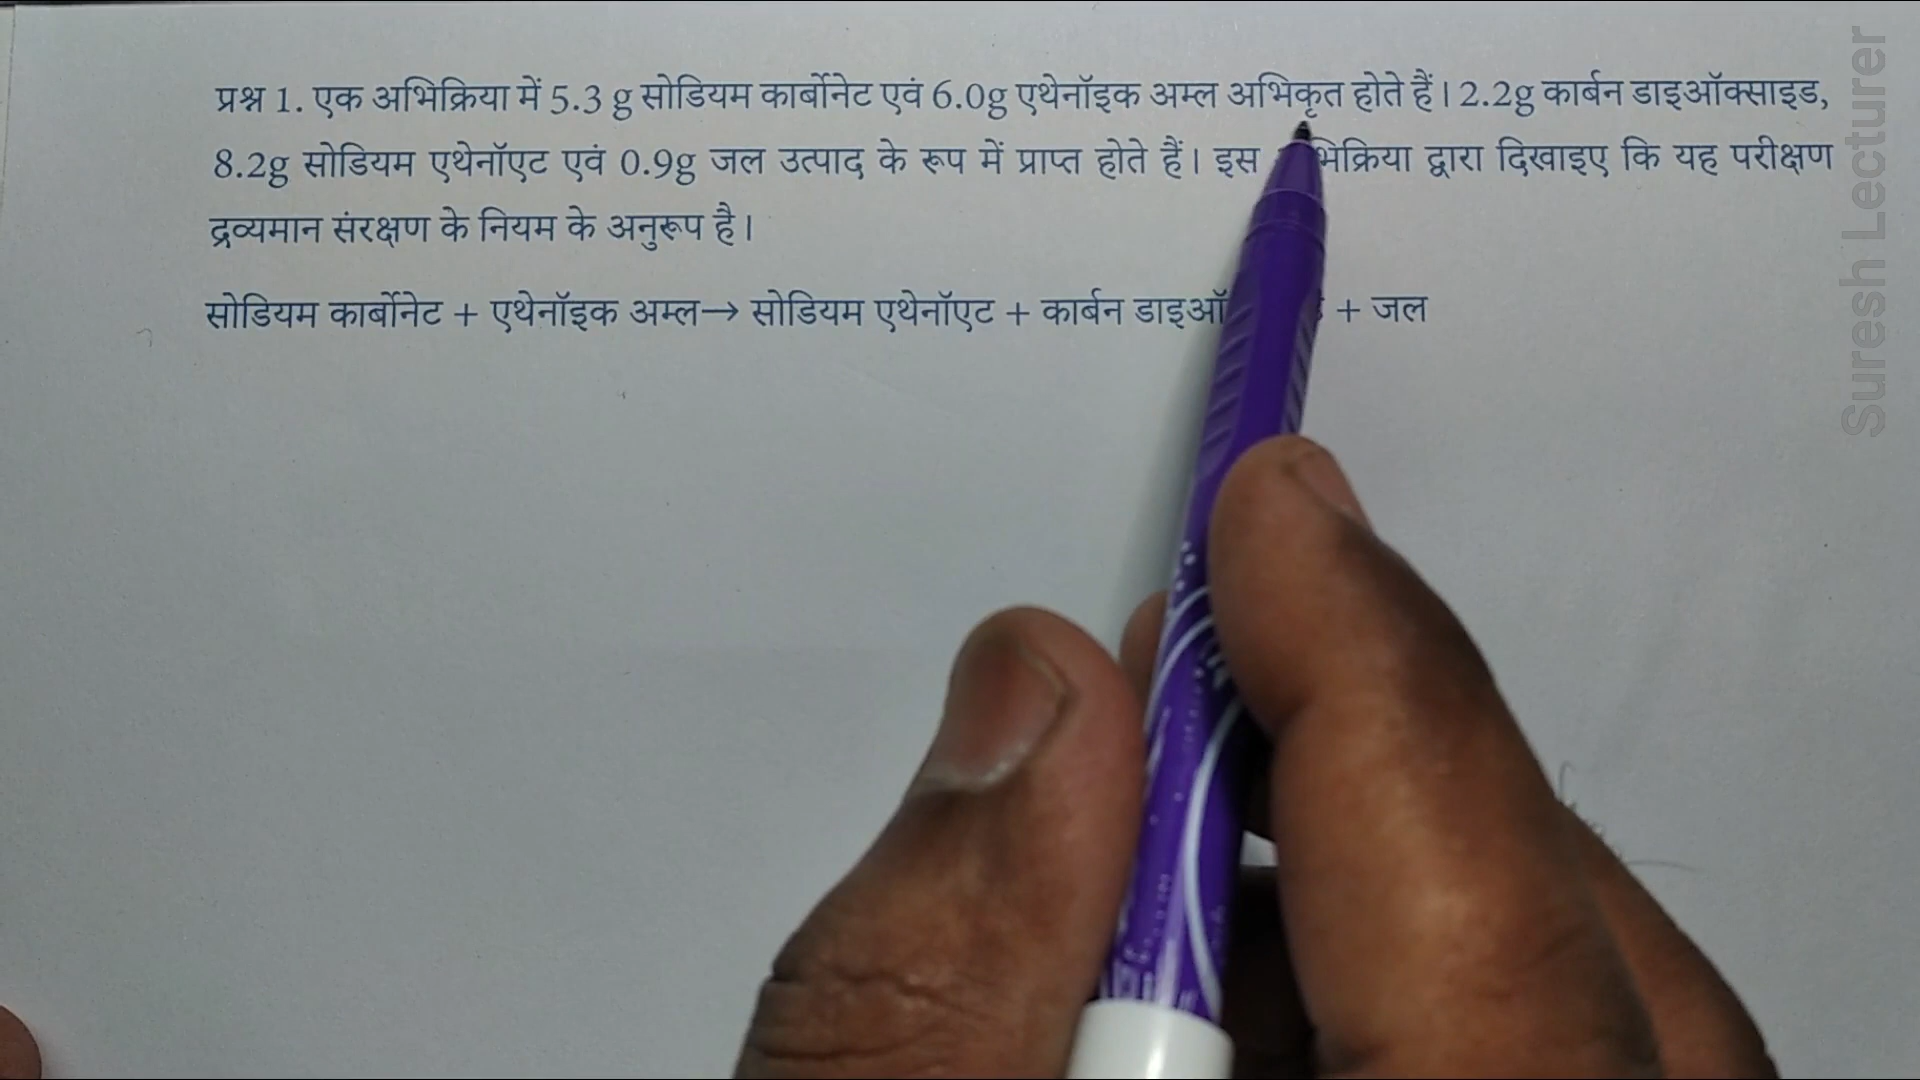 प्रश्न 1. एक अभिक्रिया में 5.3 g सोडियम कार्बोनेट एवं 6.0g एथेनॉइक अम्ल अभिकृत होते हैं। 2.2g कार्बन डाइऑक्साइड,
8.2g सोडियम एथेनॉएट एवं 0.9g जल उत्पाद के रूप में प्राप्त होते हैं। इस भिक्रिया द्वारा दिखाइए कि यह परीक्षण
द्रव्यमान संरक्षण के नियम के अनुरूप है।
सोडियम कार्बोनेट + एथेनॉइक अम्ल→ सोडियम एथेनॉएट + कार्बन डाइऑ + जल
Suresh Lecturer